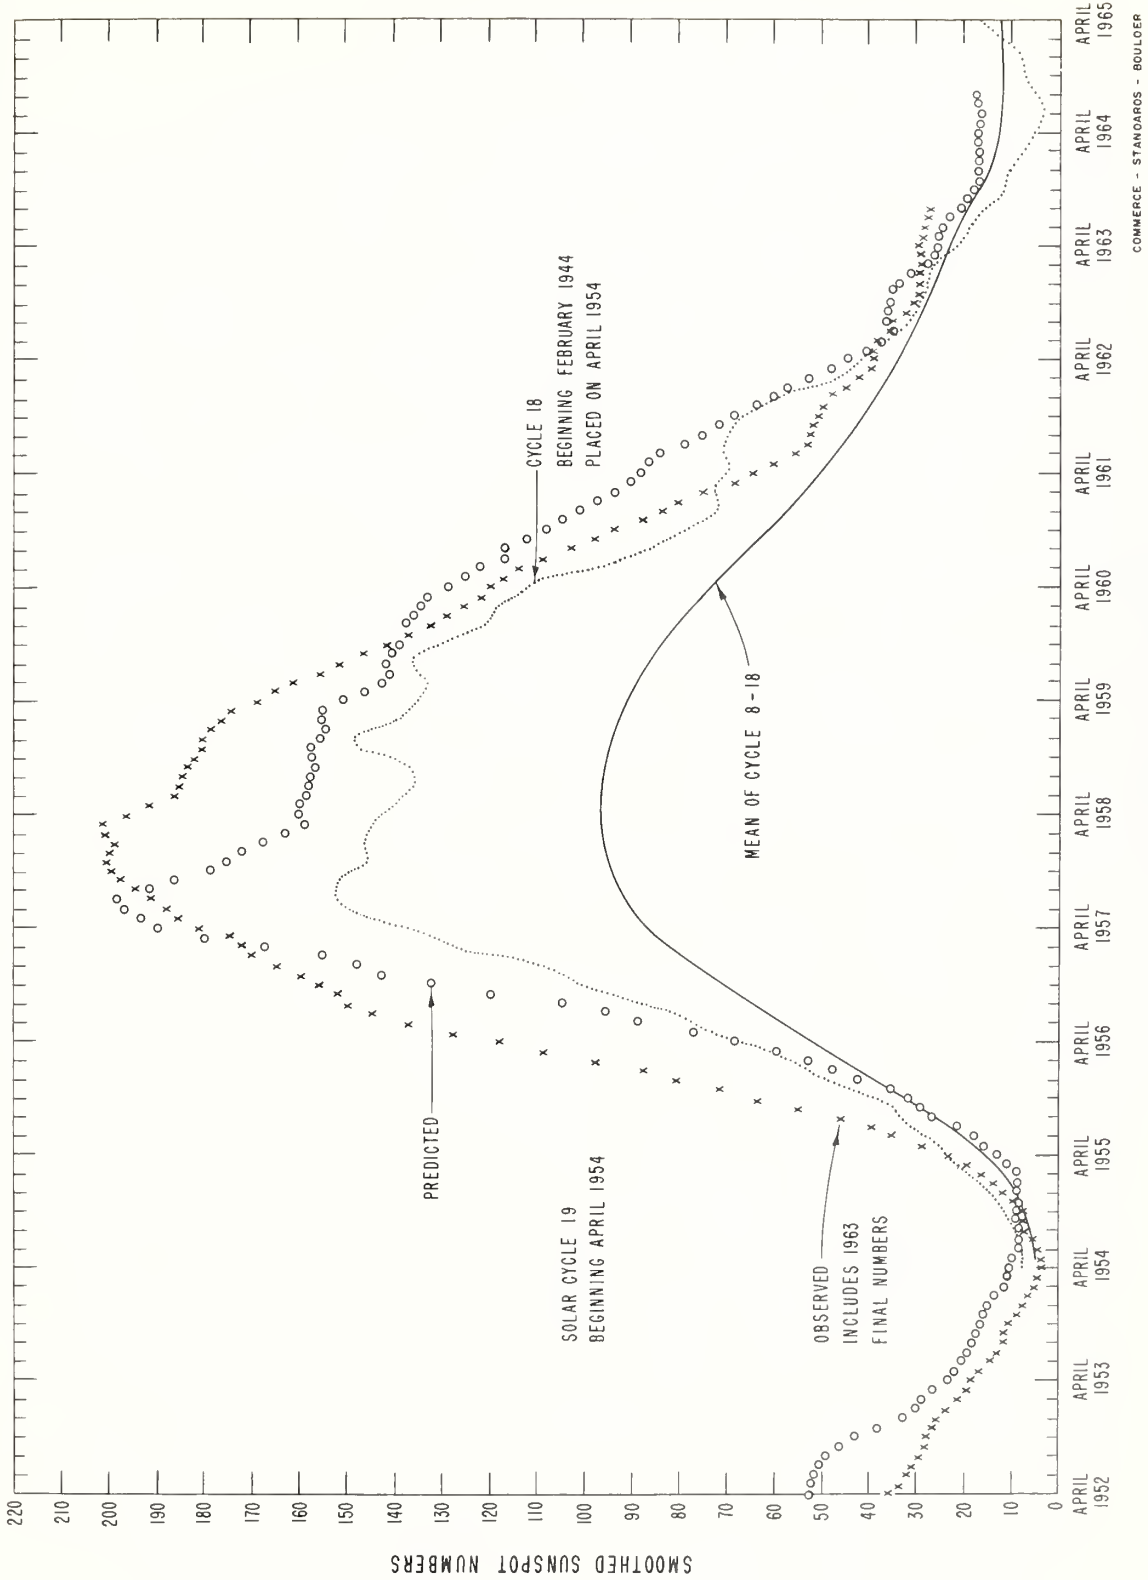 SMOOTHED SUNSPOT NUMBERS
220
210
200
190
180
170
160
150
140
130
120
110
100
90
80
70
60
50
40
30
20
10
0
PREDICTED
SOLAR CYCLE 19
BEGINNING APRIL 1954
OBSERVED
INCLUDES 1963
FINAL NUMBERS
CYCLE 18
BEGINNING FEBRUARY 1944
PLACED ON APRIL 1954
MEAN OF CYCLE 8-18
APRIL
1952
APRIL
1953
APRIL
1954
APRIL
1955
APRIL
1956
APRIL
1957
APRIL
1958
APRIL
1959
APRIL
1960
APRIL
1961
APRIL
1962
APRIL
1963
APRIL
1964
APRIL
1965
COMMERCE - STANDARDS - BOULDER